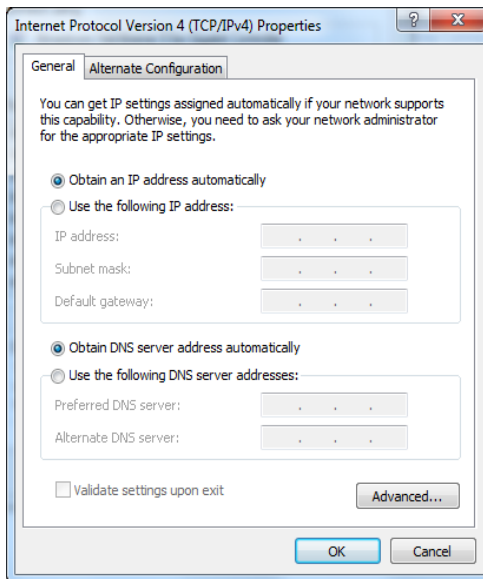 Internet Protocol Version 4 (TCP/IPv4) Properties
General
Alternate Configuration
You can get IP settings assigned automatically if your network supports
this capability. Otherwise, you need to ask your network administrator
for the appropriate IP settings.
Obtain an IP address automatically
Use the following IP address:
IP address:
Subnet mask:
Default gateway:
Obtain DNS server address automatically
Use the following DNS server addresses:
Preferred DNS server:
Alternate DNS server:
Validate settings upon exit
Advanced...
OK
Cancel